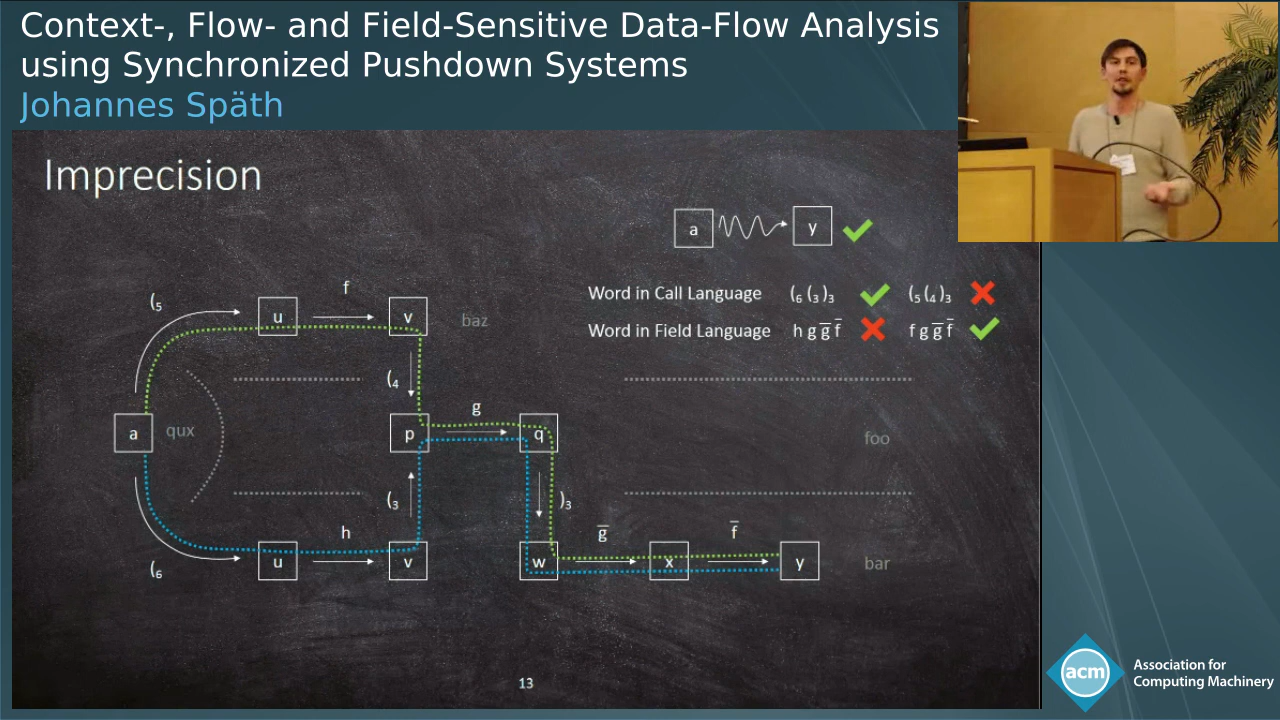 Context-, Flow- and Field-Sensitive Data-Flow Analysis
using Synchronized Pushdown Systems
Johannes Späth
Imprecision
a y
Word in Call Language (₆ (₃ )₃ (₅ (₄ )₃
Word in Field Language h g g̅ f̅ f g g̅ f̅
(₅ u f v baz
(₄
a qux p g q foo
(₃ )₃
h g̅ f̅
(₆ u v w x y bar
13
acm
Association for
Computing Machinery